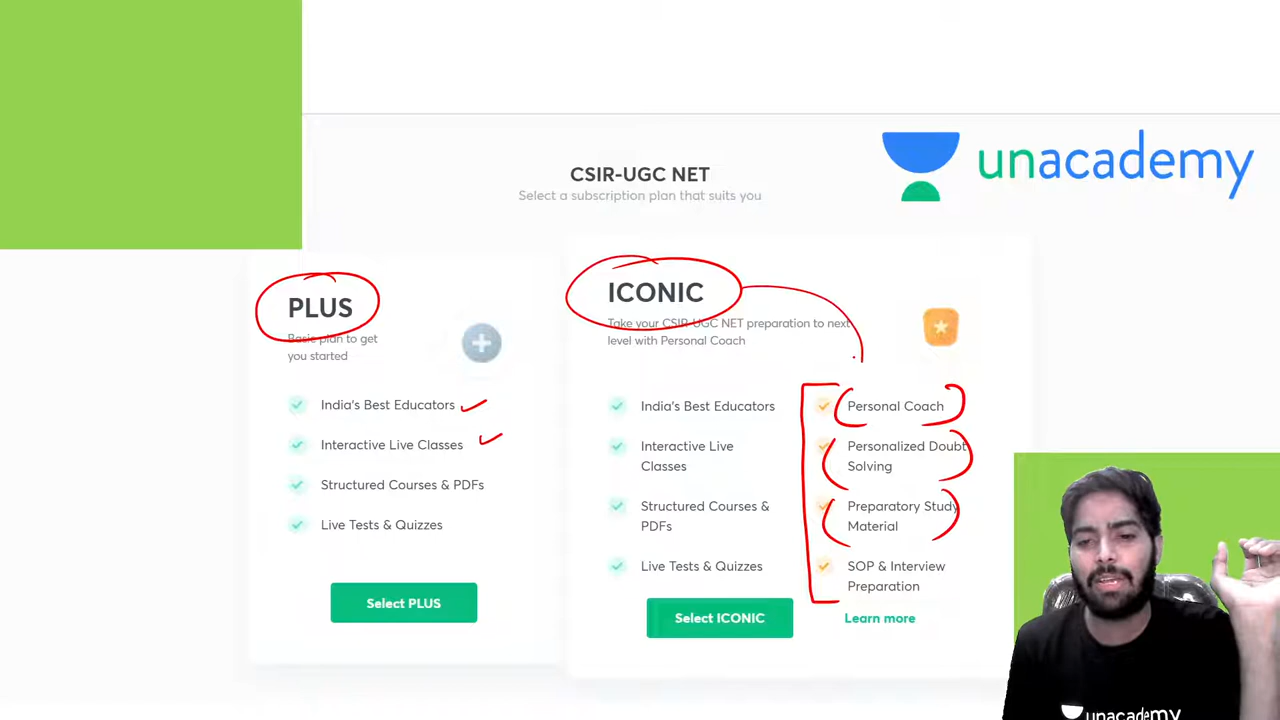 unacademy
CSIR-UGC NET
Select a subscription plan that suits you
PLUS
Basic plan to get
you started
India's Best Educators
Interactive Live Classes
Structured Courses & PDFs
Live Tests & Quizzes
Select PLUS
ICONIC
Take your CSIR-UGC NET preparation to next
level with Personal Coach
India's Best Educators
Interactive Live
Classes
Structured Courses &
PDFs
Live Tests & Quizzes
Select ICONIC
Personal Coach
Personalized Doubt
Solving
Preparatory Study
Material
SOP & Interview
Preparation
Learn more
unacademy